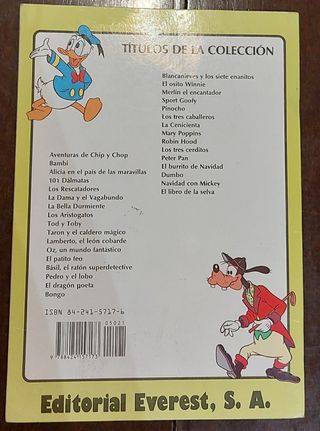 TÍTULOS DE LA COLECCIÓN
Blancanieves y los siete enanitos
El osito Winnie
Merlín el encantador
Sport Goofy
Pinocho
Los tres caballeros
La Cenicienta
Mary Poppins
Robin Hood
Los tres cerditos
Peter Pan
El burrito de Navidad
Dumbo
Navidad con Mickey
El libro de la selva
Aventuras de Chip y Chop
Bambi
Alicia en el país de las maravillas
101 Dálmatas
Los Rescatadores
La Dama y el Vagabundo
La Bella Durmiente
Los Aristogatos
Tod y Toby
Taron y el caldero mágico
Lamberto, el león cobarde
Oz, un mundo fantástico
El patito feo
Básil, el ratón superdetective
Pedro y el lobo
El dragón poeta
Bongo
ISBN 84-241-5717-6
05021
9 788424 157173
Editorial Everest, S. A.